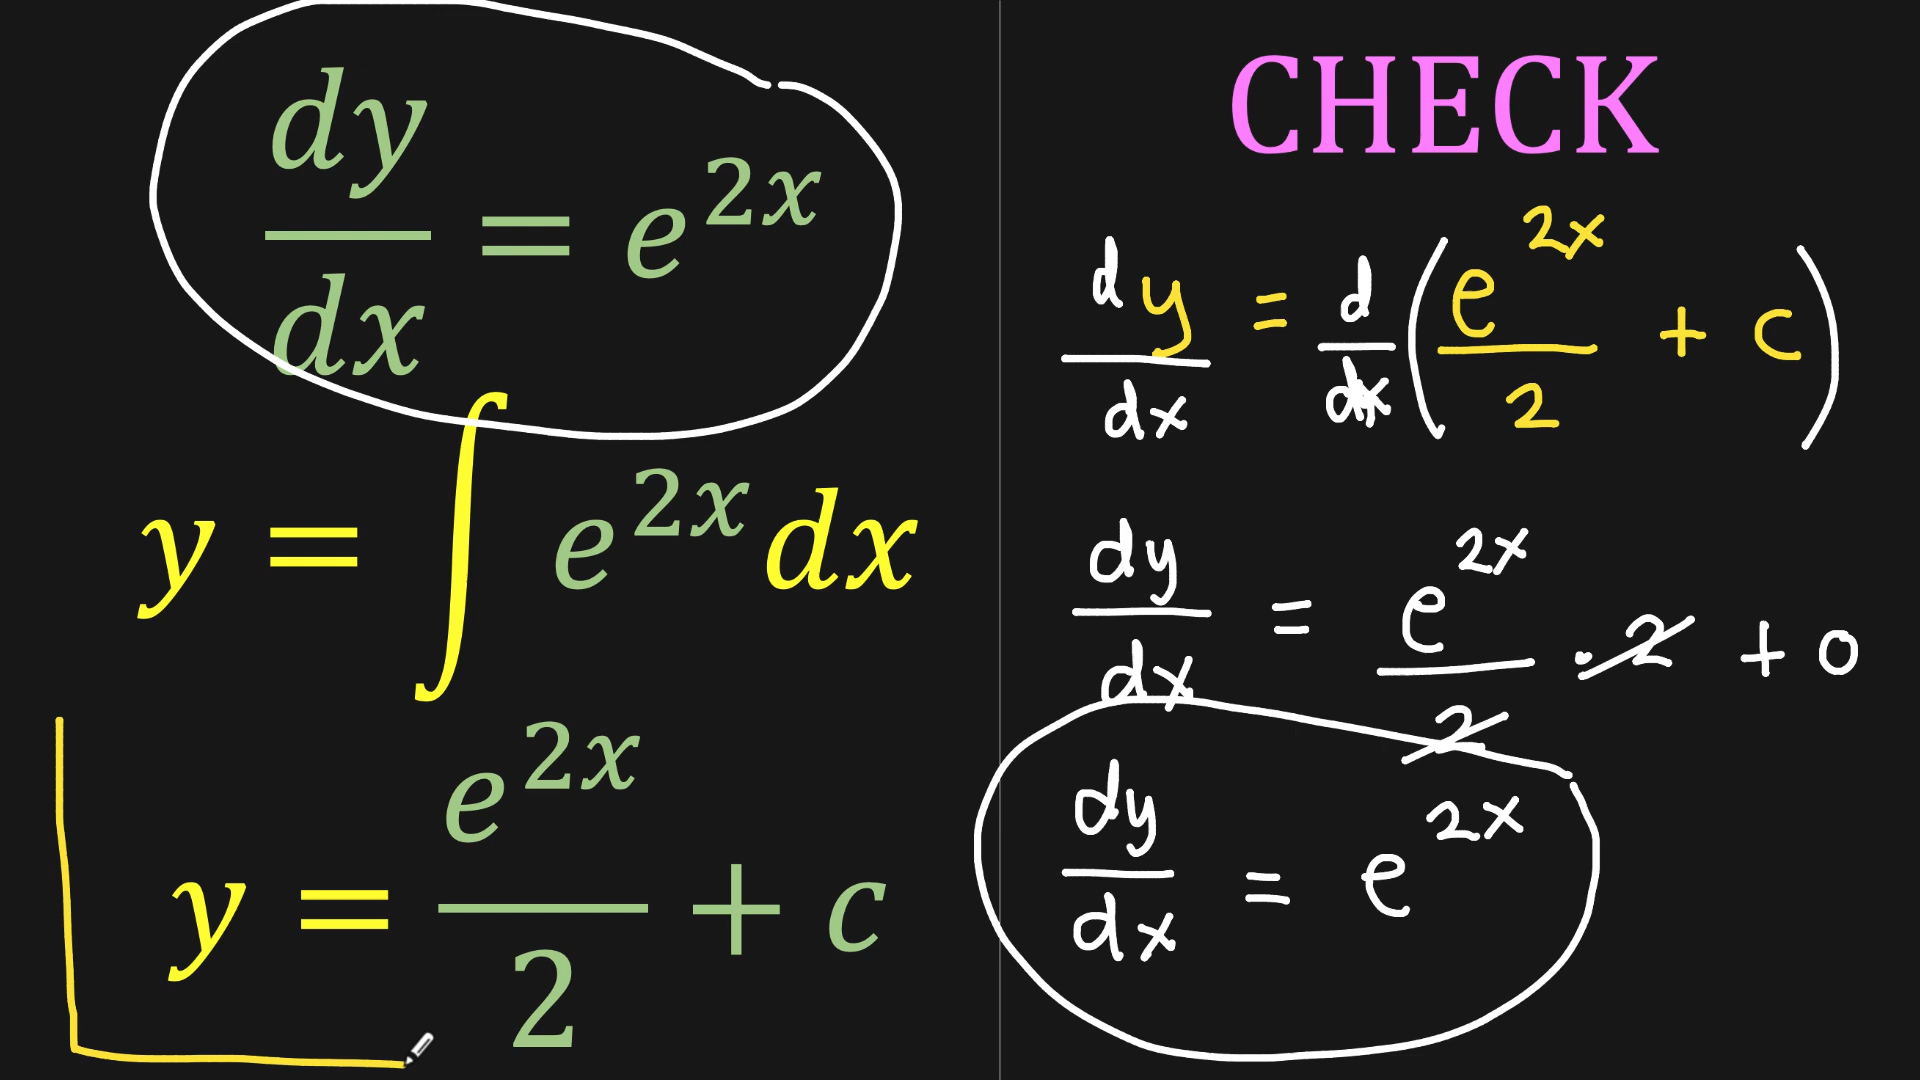 dy/dx = e^{2x}
y = ∫ e^{2x} dx
y = e^{2x}/2 + c
CHECK
dy/dx = d/dx (e^{2x}/2 + c)
dy/dx = e^{2x}/2 · 2 + 0
dy/dx = e^{2x}